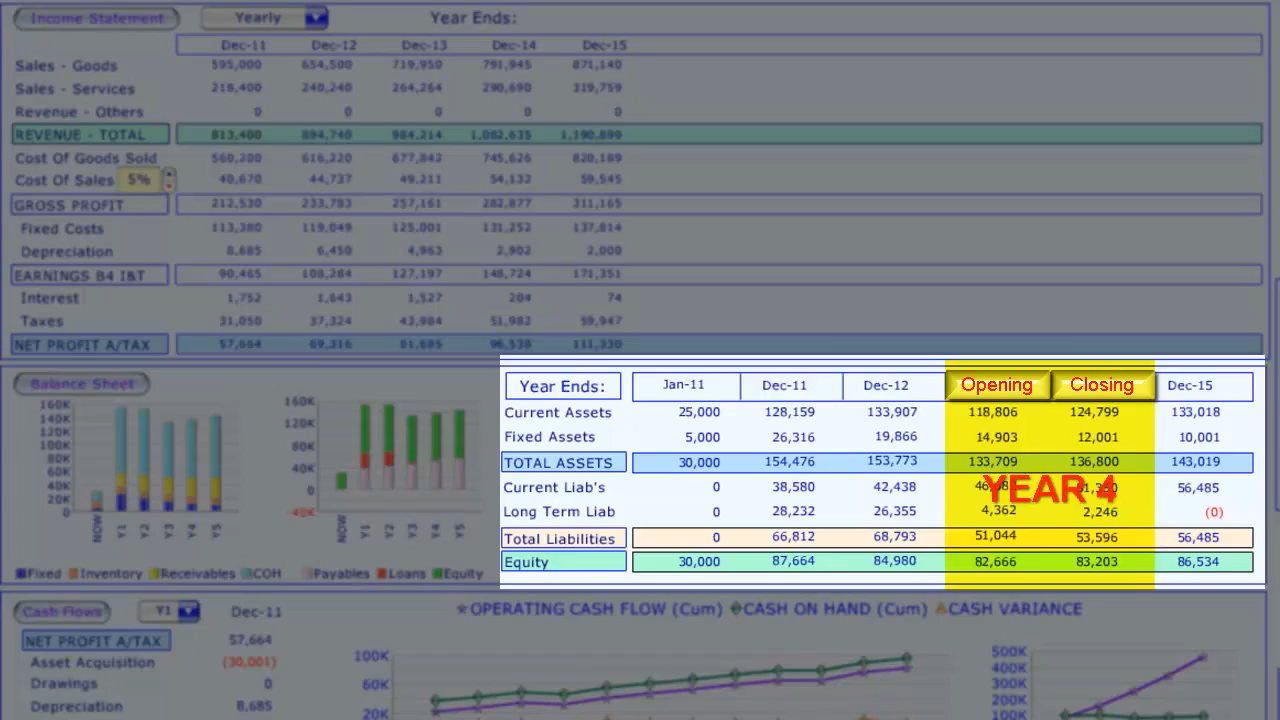 Income Statement Yearly Year Ends:
Dec-11 Dec-12 Dec-13 Dec-14 Dec-15
Sales - Goods 595,000 654,500 719,950 791,945 871,140
Sales - Services 218,400 240,240 264,264 290,690 319,759
Revenue - Others 0 0 0 0 0
REVENUE - TOTAL 813,400 894,740 984,214 1,082,635 1,190,899
Cost Of Goods Sold 560,200 616,220 677,842 745,626 820,189
Cost Of Sales 5% 40,670 44,737 49,211 54,132 59,545
GROSS PROFIT 212,530 233,783 257,161 282,877 311,165
Fixed Costs 113,380 119,049 125,001 131,252 137,814
Depreciation 8,685 6,450 4,963 2,902 2,000
EARNINGS B4 I&T 90,465 108,284 127,197 148,724 171,351
Interest 1,752 1,643 1,527 204 74
Taxes 31,050 37,324 43,984 51,982 59,947
NET PROFIT A/TAX 57,664 69,316 81,685 96,538 111,330
Balance Sheet
160K
140K
120K
100K
80K
60K
40K
20K
0
NOW Y1 Y2 Y3 Y4 Y5
Fixed Inventory Receivables COH
160K
120K
80K
40K
0
-40K
NOW Y1 Y2 Y3 Y4 Y5
Payables Loans Equity
Year Ends: Jan-11 Dec-11 Dec-12 Opening Closing Dec-15
Current Assets 25,000 128,159 133,907 118,806 124,799 133,018
Fixed Assets 5,000 26,316 19,866 14,903 12,001 10,001
TOTAL ASSETS 30,000 154,476 153,773 133,709 136,800 143,019
Current Liab's 0 38,580 42,438 56,485
YEAR 4
Long Term Liab 0 28,232 26,355 4,362 2,246 (0)
Total Liabilities 0 66,812 68,793 51,044 53,596 56,485
Equity 30,000 87,664 84,980 82,666 83,203 86,534
Cash Flows Y1 Dec-11
NET PROFIT A/TAX 57,664
Asset Acquisition (30,001)
Drawings 0
Depreciation 8,685
OPERATING CASH FLOW (Cum) CASH ON HAND (Cum) CASH VARIANCE
100K
60K
20K
500K
400K
300K
200K
100K